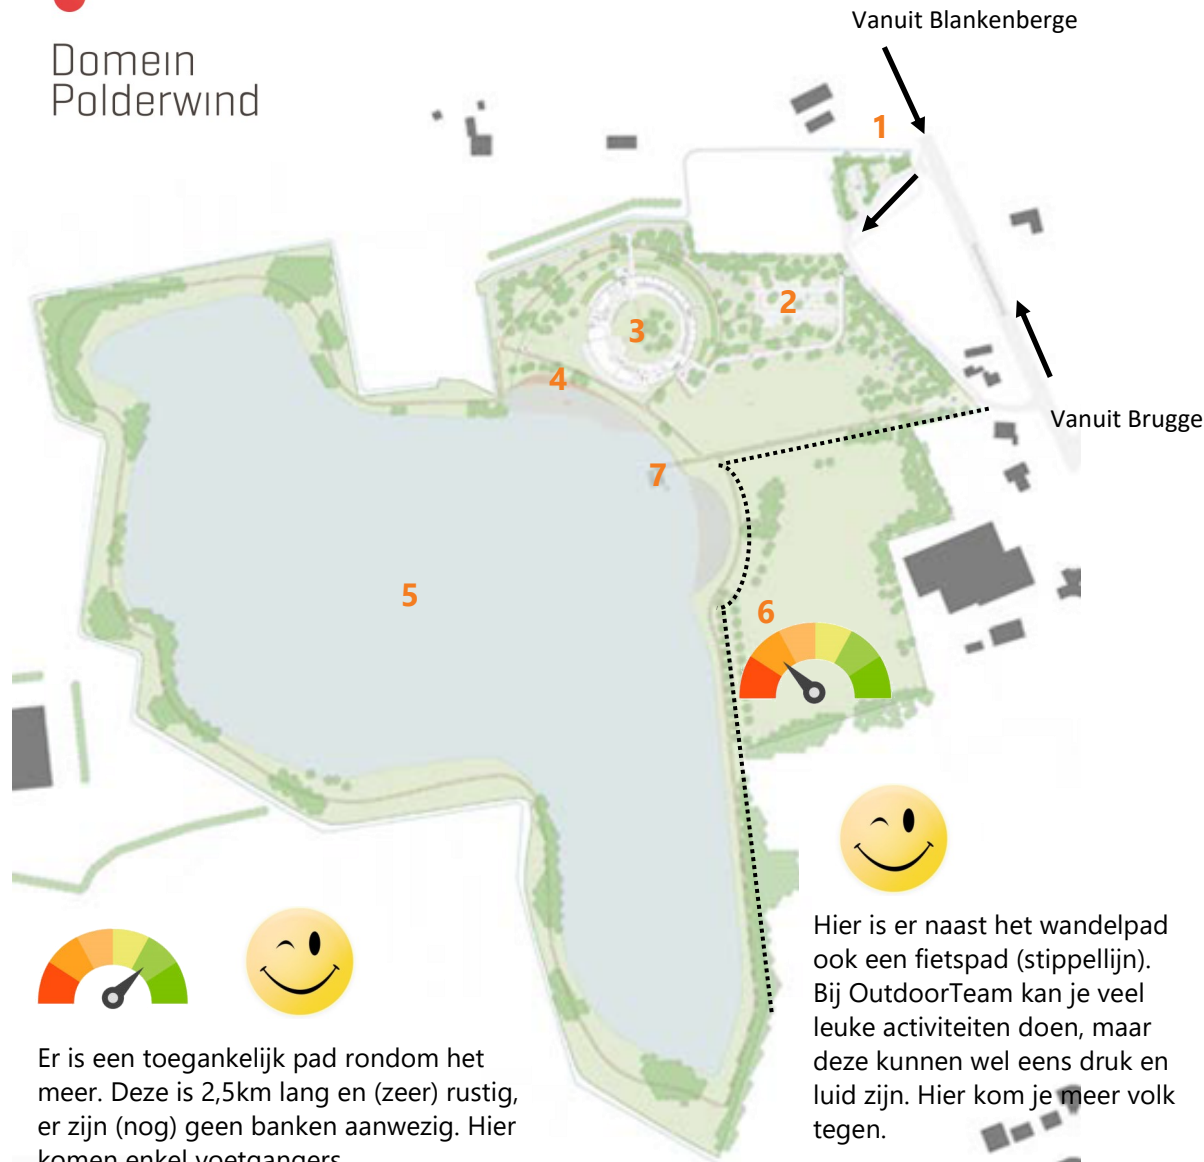 Vanuit Blankenberge
Domein
Polderwind
1
2
3
4
Vanuit Brugge
7
5
6
Hier is er naast het wandelpad
ook een fietspad (stippellijn).
Bij OutdoorTeam kan je veel
leuke activiteiten doen, maar
deze kunnen wel eens druk en
luid zijn. Hier kom je meer volk
tegen.
Er is een toegankelijk pad rondom het
meer. Deze is 2,5km lang en (zeer) rustig,
er zijn (nog) geen banken aanwezig. Hier
komen enkel voetgangers